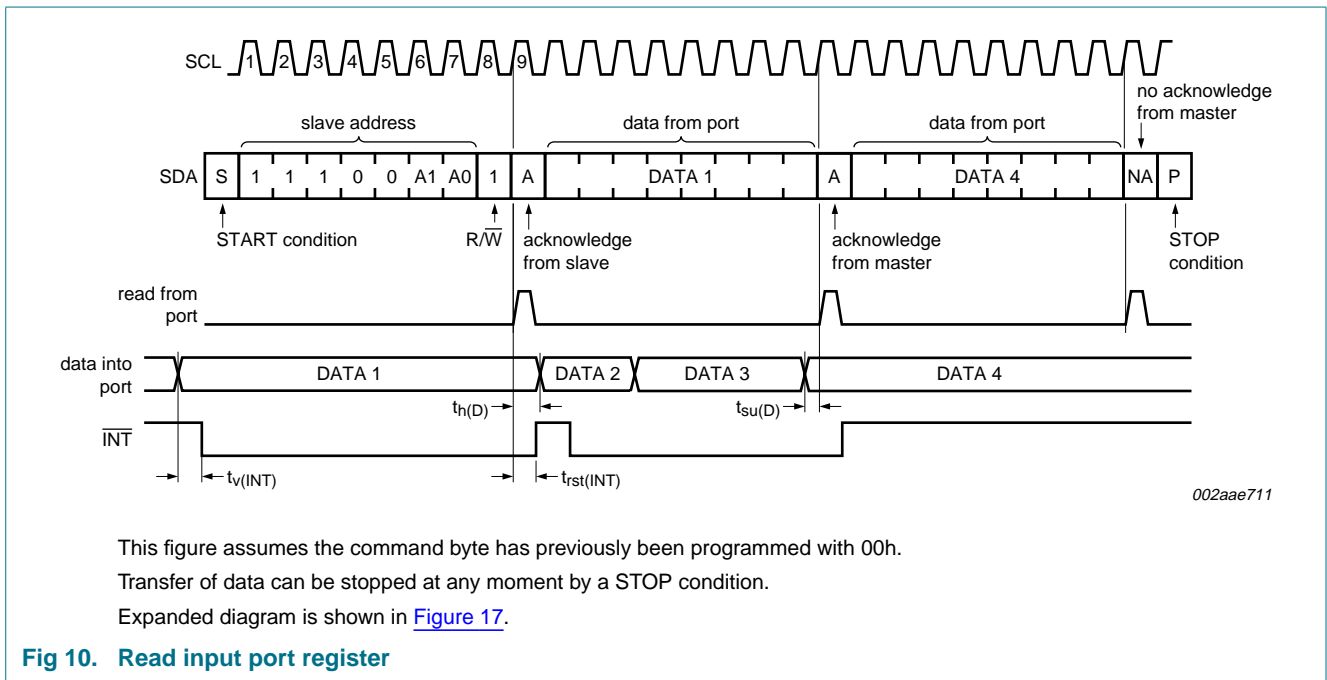 SCL 1 2 3 4 5 6 7 8 9
no acknowledge
from master
slave address data from port data from port
SDA S 1 1 1 0 0 A1 A0 1 A DATA 1 A DATA 4 NA P
START condition R/W̅ acknowledge
from slave
acknowledge
from master
STOP
condition
read from
port
data into
port
DATA 1 DATA 2 DATA 3 DATA 4
th(D) tsu(D)
I̅N̅T̅
tv(INT) trst(INT)
002aae711
This figure assumes the command byte has previously been programmed with 00h.
Transfer of data can be stopped at any moment by a STOP condition.
Expanded diagram is shown in Figure 17.
Fig 10. Read input port register